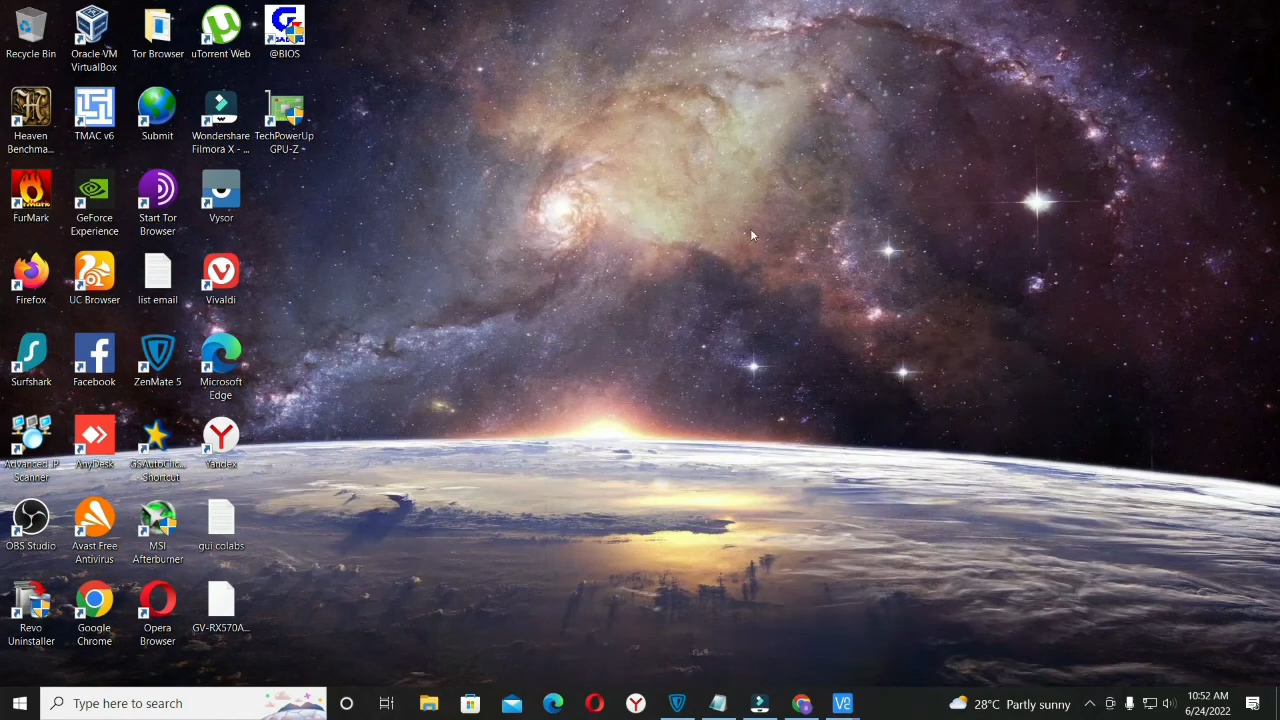 Recycle Bin
Oracle VM
VirtualBox
Tor Browser
uTorrent Web
@BIOS
Heaven
Benchma...
TMAC v6
Submit
Wondershare
Filmora X - ...
TechPowerUp
GPU-Z
FurMark
GeForce
Experience
Start Tor
Browser
Vysor
Firefox
UC Browser
list email
Vivaldi
Surfshark
Facebook
ZenMate 5
Microsoft
Edge
Advanced IP
Scanner
AnyDesk
GSAutoClic...
- Shortcut
Yandex
OBS Studio
Avast Free
Antivirus
MSI
Afterburner
gui colabs
Revo
Uninstaller
Google
Chrome
Opera
Browser
GV-RX570A...
Type here to search
28°C Partly sunny
10:52 AM
6/24/2022